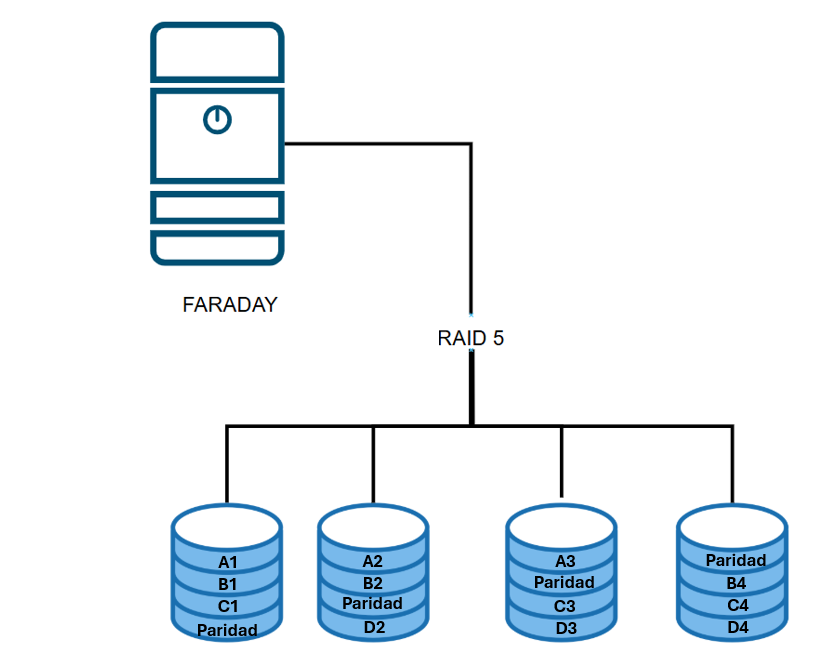 FARADAY
RAID 5
A1
B1
C1
Paridad
A2
B2
Paridad
D2
A3
Paridad
C3
D3
Paridad
B4
C4
D4